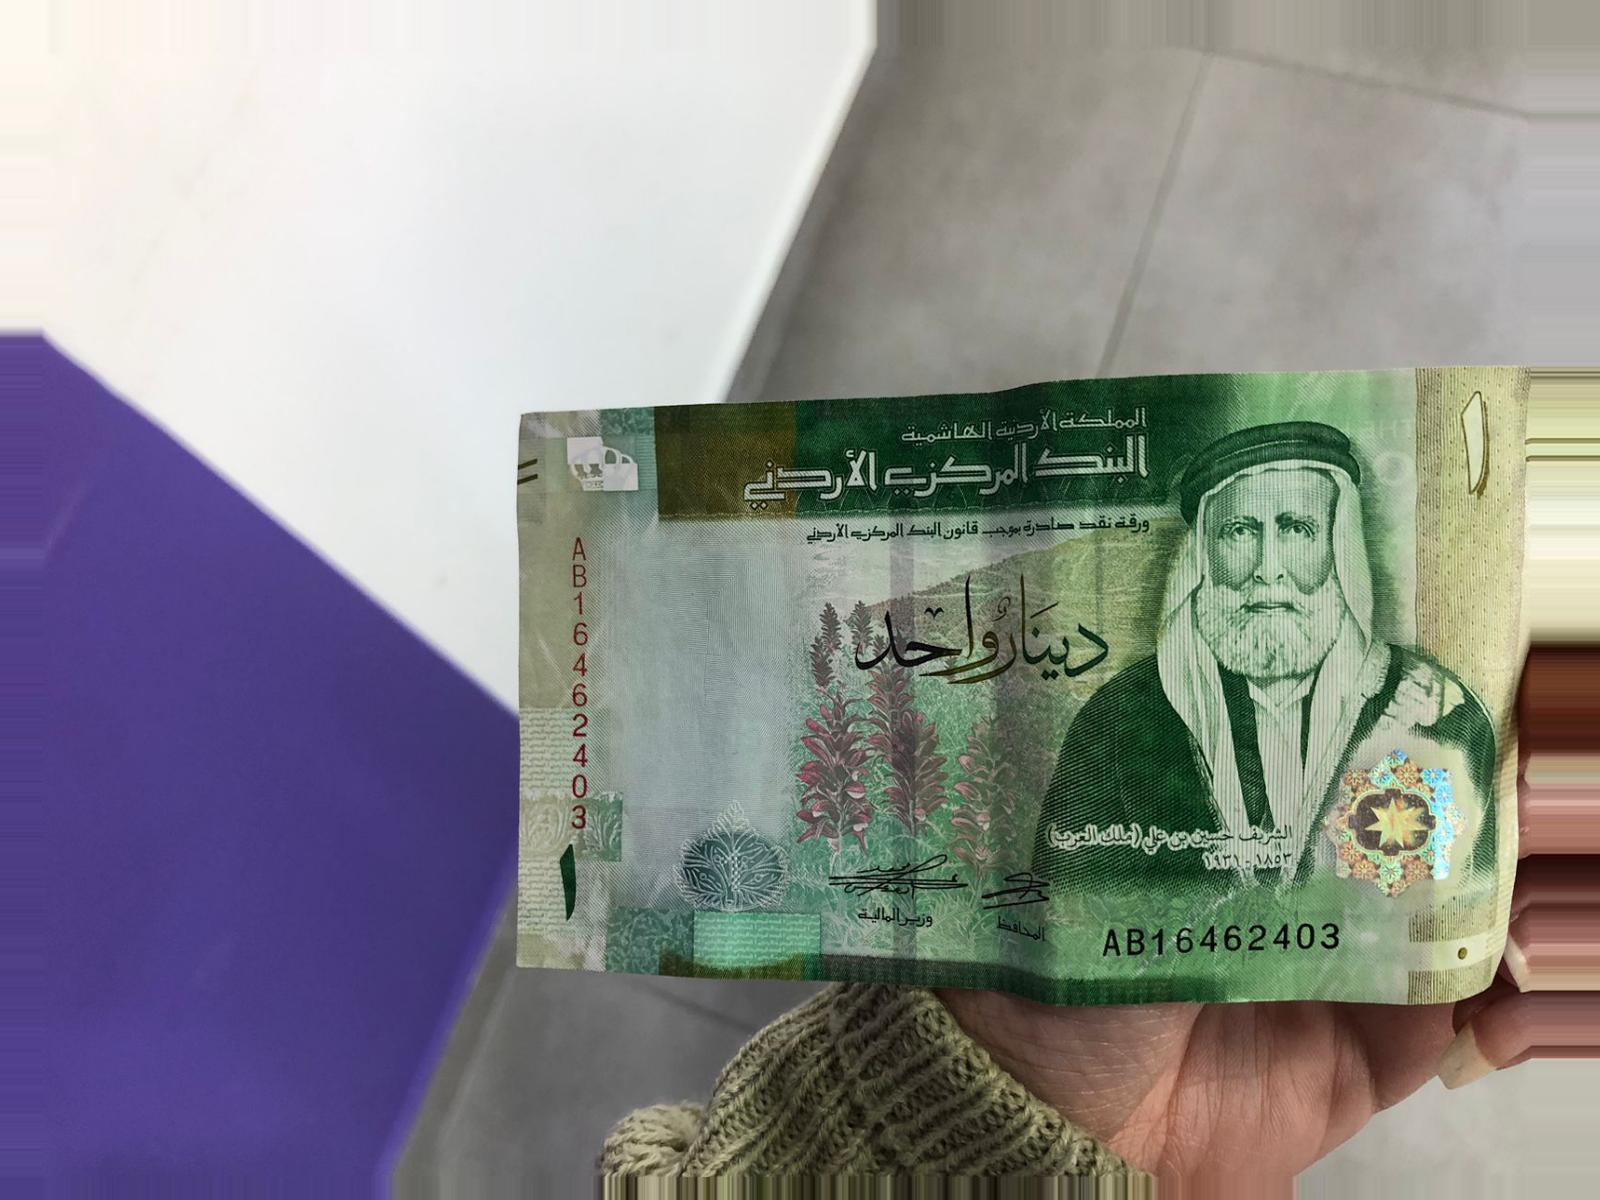 المملكة الأردنية الهاشمية
البنك المركزي الأردني
ورقة نقد صادرة بموجب قانون البنك المركزي الأردني
دينار واحد
١
AB16462403
١
الشريف حسين بن علي (ملك العرب)
١٨٥٣ - ١٩٣١
وزير المالية
المحافظ
AB16462403